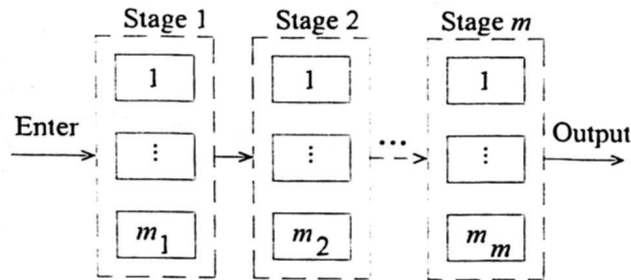 Stage 1 Stage 2 Stage m
1 1 1
Enter ⋮ ⋮ ... ⋮ Output
m1 m2 mm